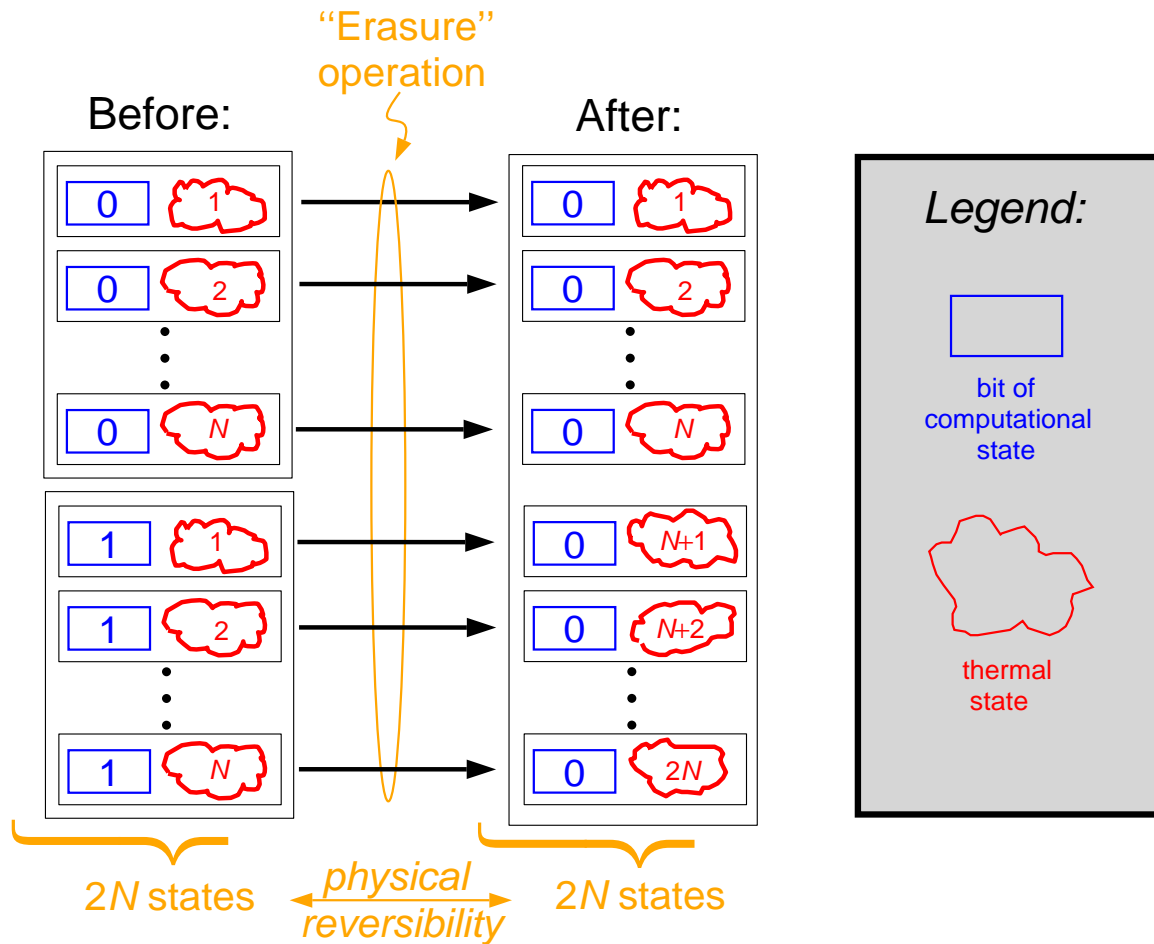 “Erasure”
operation
Before:
After:
0 1
0 2
0 N
1 1
1 2
1 N
0 1
0 2
0 N
0 N+1
0 N+2
0 2N
2N states
physical
reversibility
2N states
Legend:
bit of
computational
state
thermal
state